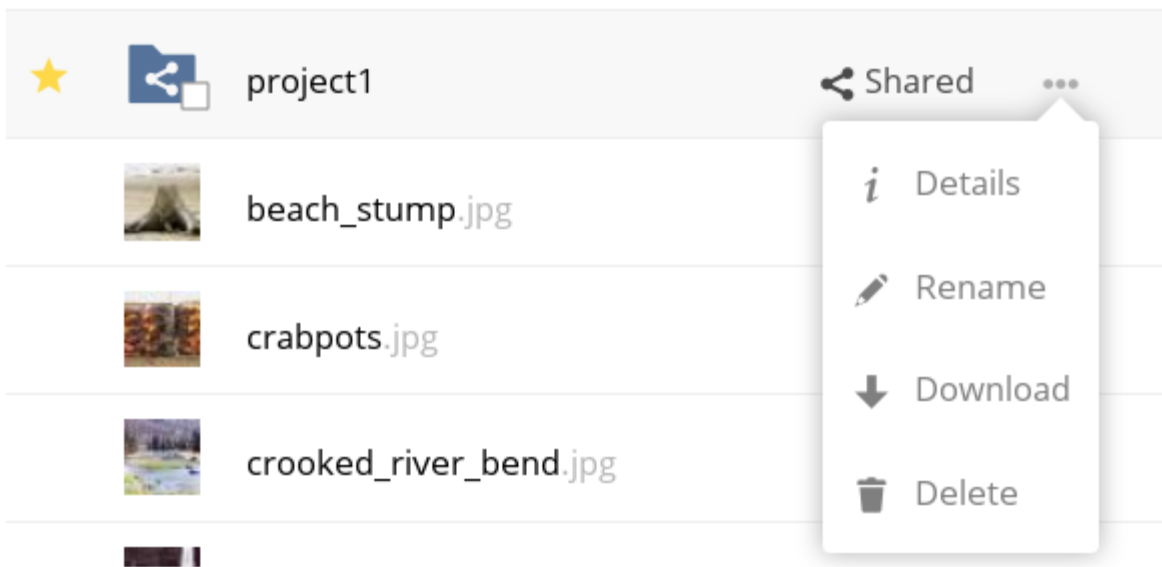 project1 Shared
Details
beach_stump.jpg
Rename
crabpots.jpg
Download
crooked_river_bend.jpg
Delete